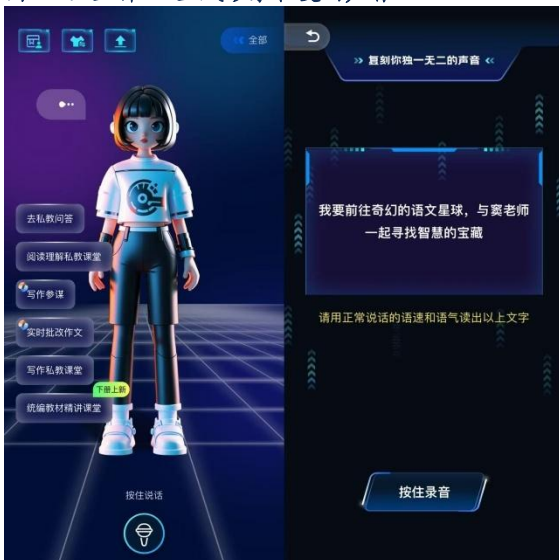 全部
去私教问答
阅读理解私教课堂
写作参谋
实时批改作文
写作私教课堂
下册上新
统编教材精讲课堂
按住说话
复刻你独一无二的声音
我要前往奇幻的语文星球，与窦老师
一起寻找智慧的宝藏
请用正常说话的语速和语气读出以上文字
按住录音